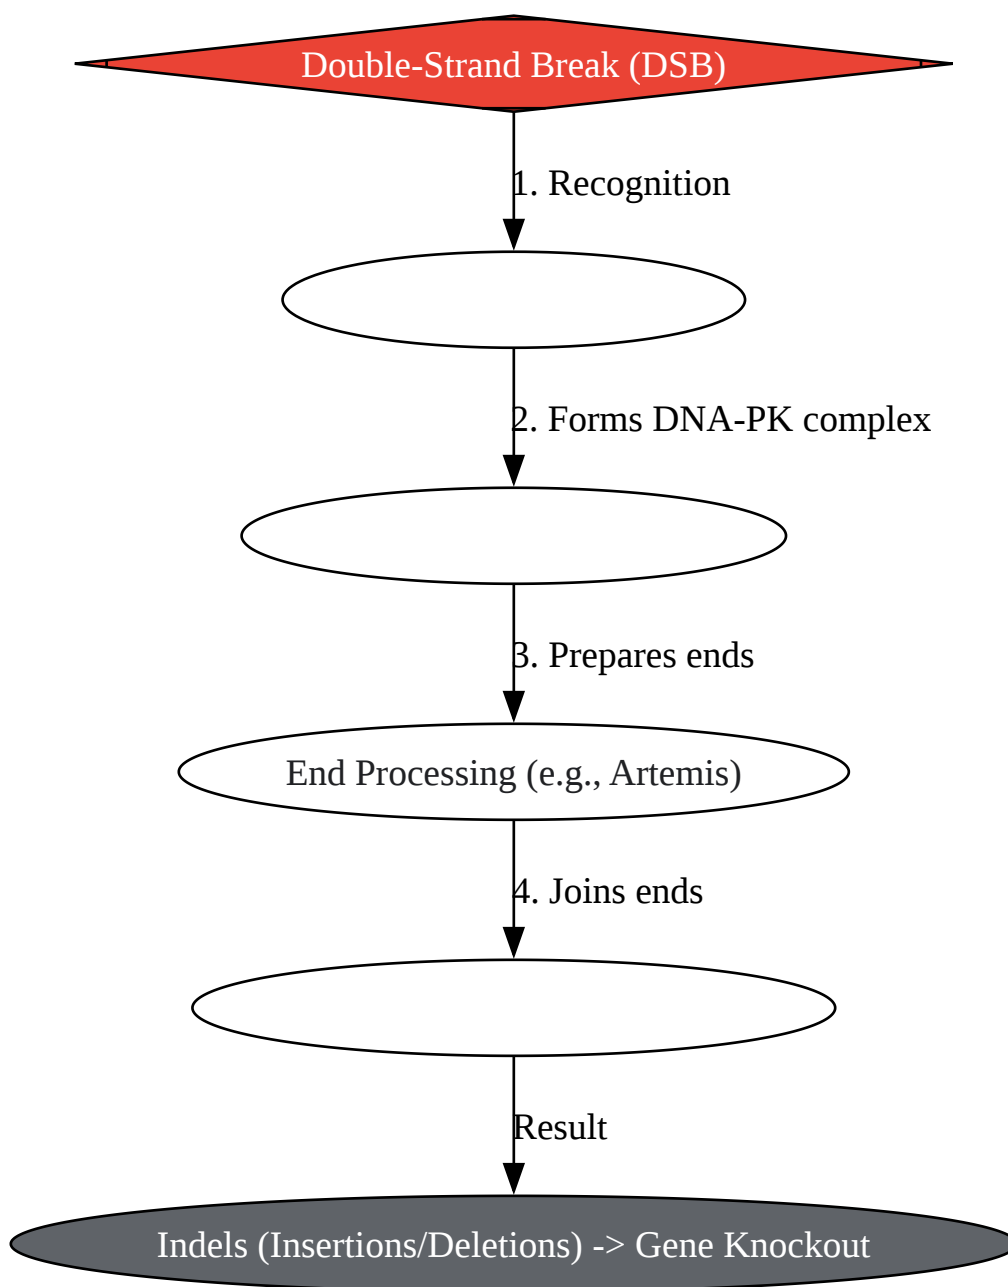 Double-Strand Break (DSB)
1. Recognition
2. Forms DNA-PK complex
3. Prepares ends
End Processing (e.g., Artemis)
4. Joins ends
Result
Indels (Insertions/Deletions) -> Gene Knockout